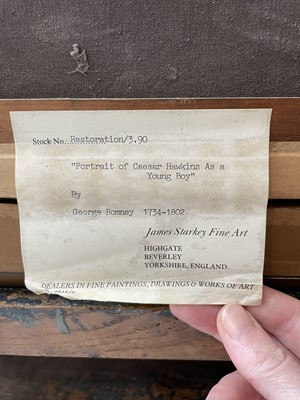 Stock No. Restoration/3.90
"Portrait of Caesar Hawkins As a
Young Boy"
By
George Romney 1734-1802
James Starkey Fine Art
HIGHGATE
BEVERLEY
YORKSHIRE, ENGLAND.
DEALERS IN FINE PAINTINGS, DRAWINGS & WORKS OF ART